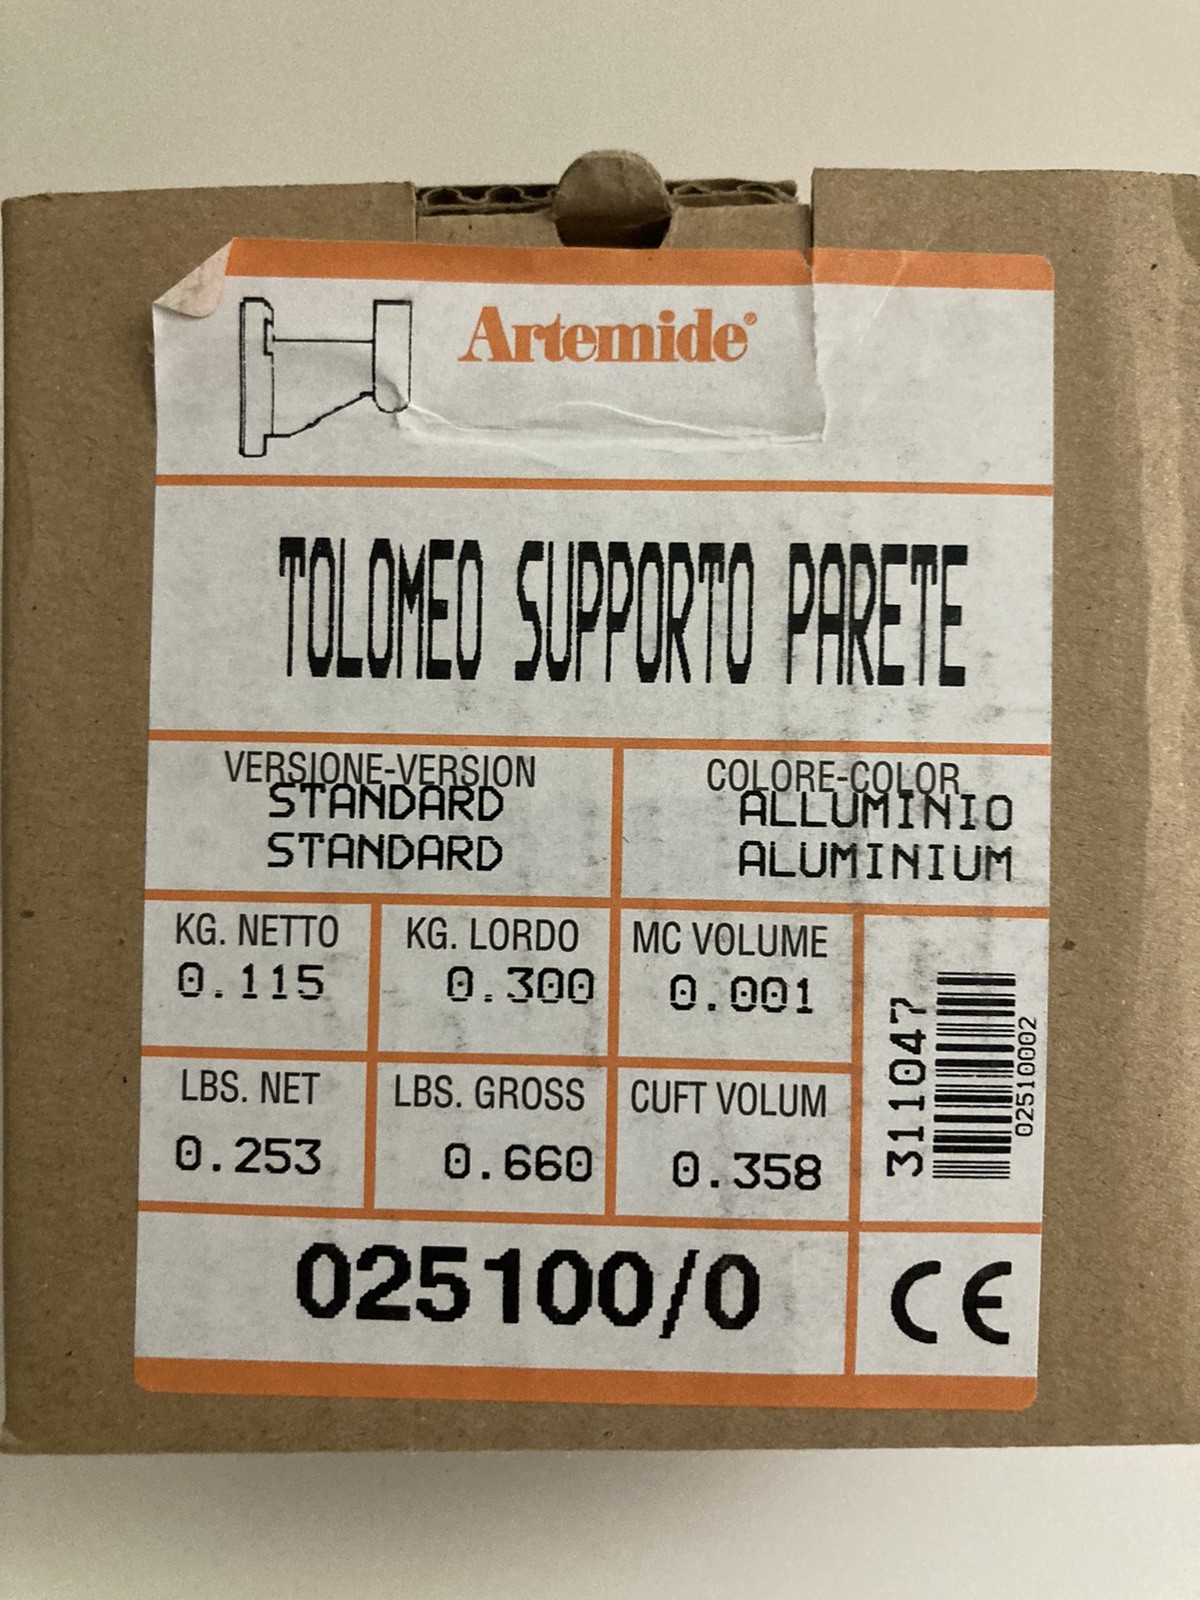 Artemide®
TOLOMEO SUPPORTO PARETE
VERSIONE-VERSION
STANDARD
STANDARD
COLORE-COLOR
ALLUMINIO
ALUMINIUM
KG. NETTO
0.115
KG. LORDO
0.300
MC VOLUME
0.001
LBS. NET
0.253
LBS. GROSS
0.660
CUFT VOLUM
0.358
3111047
02510002
025100/0
CE